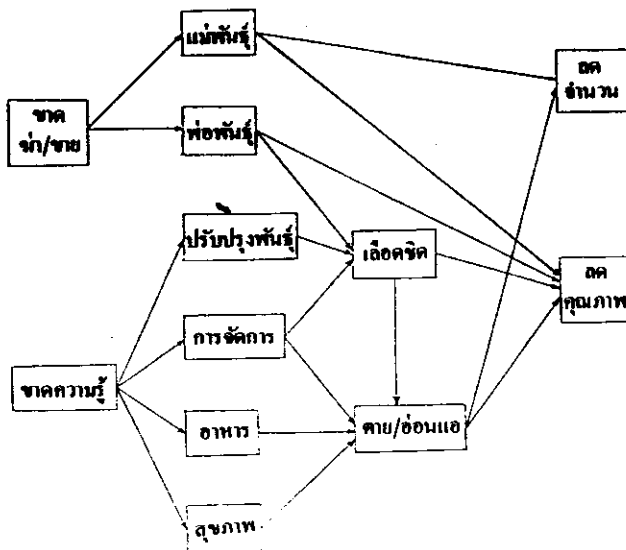 แม่พันธุ์
ลด
จำนวน
ขาด
ฆ่า/ขาย
พ่อพันธุ์
ปรับปรุงพันธุ์
เลือดชิด
ลด
คุณภาพ
การจัดการ
ขาดความรู้
อาหาร
ตาย/อ่อนแอ
สุขภาพ